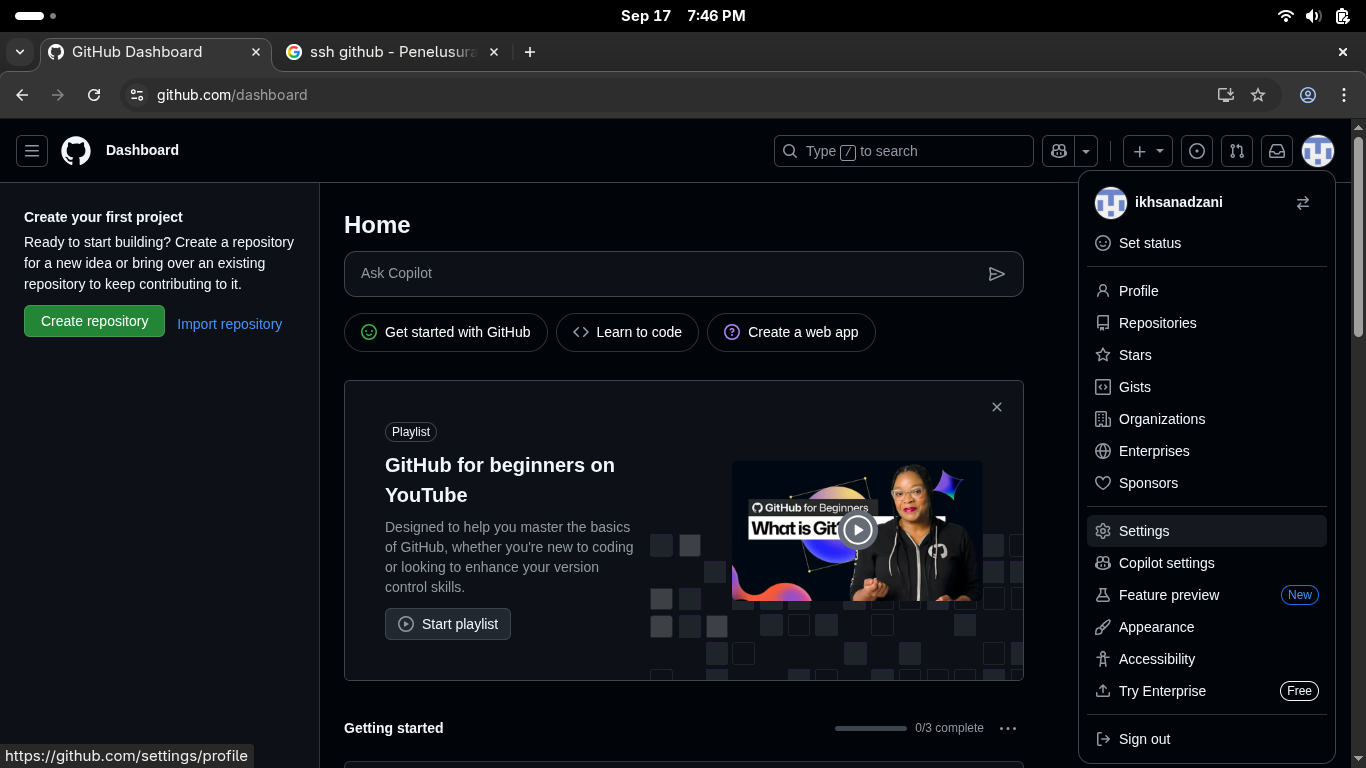 Sep 17 7:46 PM
GitHub Dashboard
ssh github - Penelusura
github.com/dashboard
Dashboard
Type / to search
Create your first project
Ready to start building? Create a repository
for a new idea or bring over an existing
repository to keep contributing to it.
Create repository
Import repository
Home
Ask Copilot
Get started with GitHub
Learn to code
Create a web app
Playlist
GitHub for beginners on
YouTube
Designed to help you master the basics
of GitHub, whether you're new to coding
or looking to enhance your version
control skills.
Start playlist
GitHub for Beginners
What is Git?
Getting started
0/3 complete
ikhsanadzani
Set status
Profile
Repositories
Stars
Gists
Organizations
Enterprises
Sponsors
Settings
Copilot settings
Feature preview
New
Appearance
Accessibility
Try Enterprise
Free
Sign out
https://github.com/settings/profile